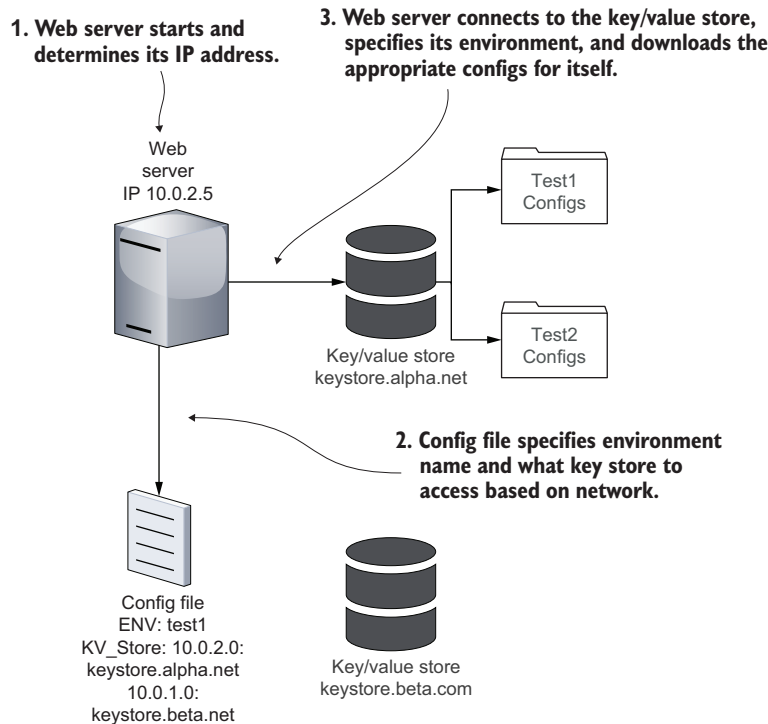 1. Web server starts and
determines its IP address.
3. Web server connects to the key/value store,
specifies its environment, and downloads the
appropriate configs for itself.
Web
server
IP 10.0.2.5
Test1
Configs
Key/value store
keystore.alpha.net
Test2
Configs
2. Config file specifies environment
name and what key store to
access based on network.
Config file
ENV: test1
KV_Store: 10.0.2.0:
keystore.alpha.net
10.0.1.0:
keystore.beta.net
Key/value store
keystore.beta.com